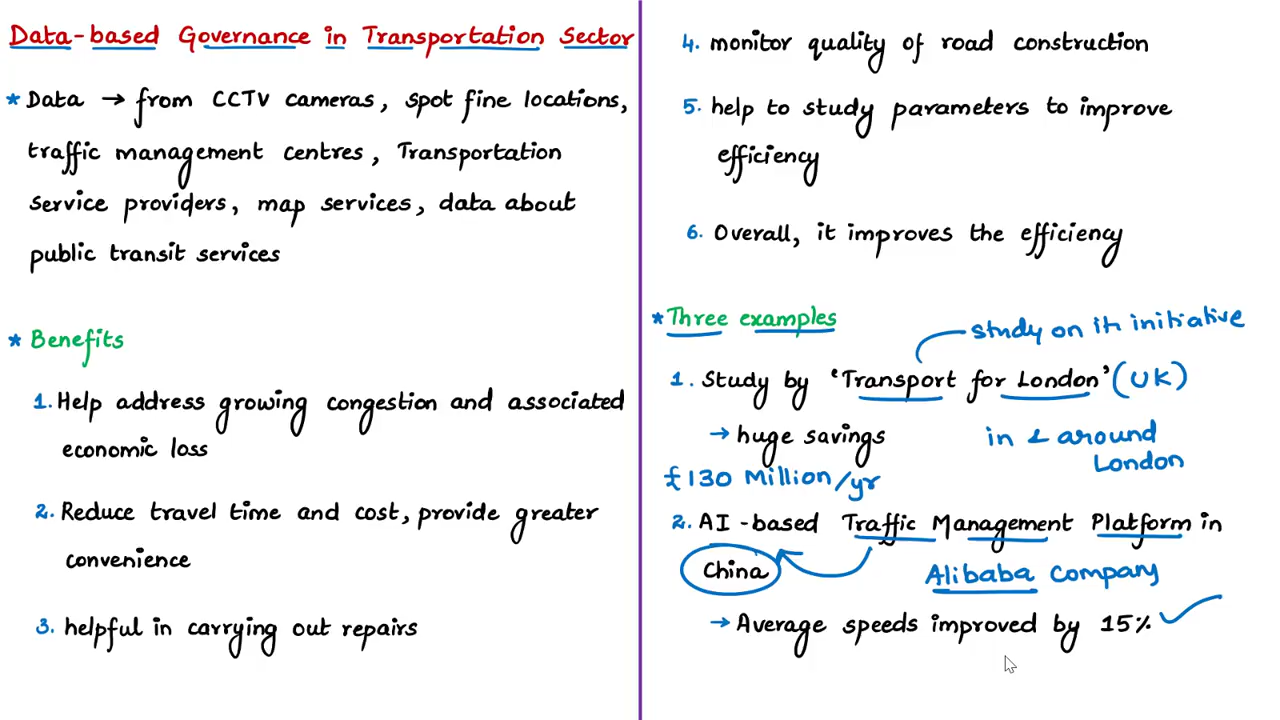 Data-based Governance in Transportation Sector
* Data → from CCTV cameras, spot fine locations,
traffic management centres, Transportation
service providers, map services, data about
public transit services
* Benefits
1. Help address growing congestion and associated
economic loss
2. Reduce travel time and cost, provide greater
convenience
3. helpful in carrying out repairs
4. monitor quality of road construction
5. help to study parameters to improve
efficiency
6. Overall, it improves the efficiency
* Three examples
study on its initiative
1. Study by 'Transport for London' (UK)
→ huge savings
in & around
London
£130 Million/yr
2. AI-based Traffic Management Platform in
China
Alibaba company
→ Average speeds improved by 15%